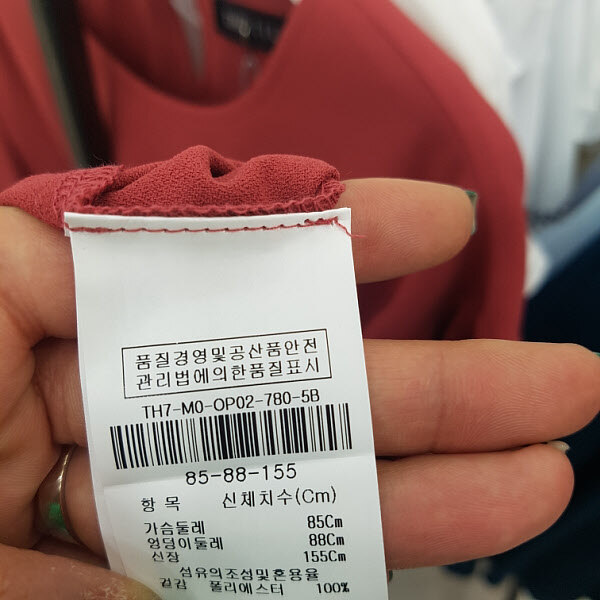 품질경영및공산품안전
관리법에의한품질표시
TH7-M0-OP02-780-5B
85-88-155
항 목 신체치수(Cm)
가슴둘레 85Cm
엉덩이둘레 88Cm
신장 155Cm
섬유의조성및혼용율
겉감 폴리에스터 100%